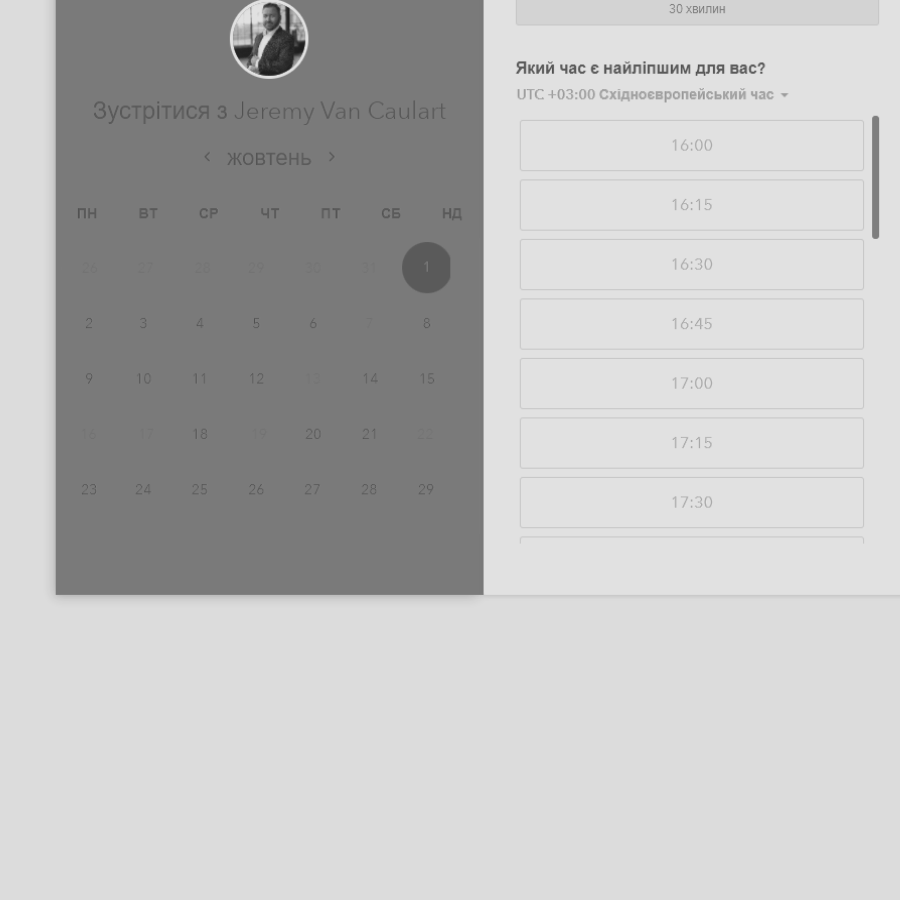 Зустрітися з Jeremy Van Caulart
жовтень
ПН ВТ СР ЧТ ПТ СБ НД
26 27 28 29 30 31 1
2 3 4 5 6 7 8
9 10 11 12 13 14 15
16 17 18 19 20 21 22
23 24 25 26 27 28 29
30 хвилин
Який час є найліпшим для вас?
UTC +03:00 Східноєвропейський час
16:00
16:15
16:30
16:45
17:00
17:15
17:30